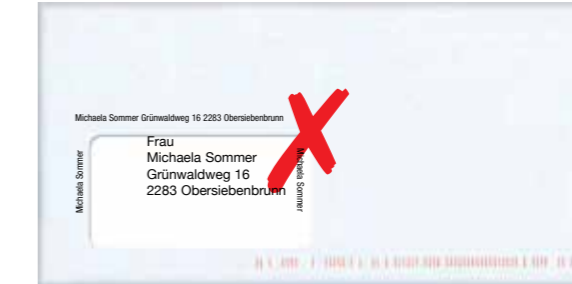 Michaela Sommer Grünwaldweg 16 2283 Obersiebenbrunn
Frau
Michaela Sommer
Grünwaldweg 16
2283 Obersiebenbrunn
Michaela Sommer
Michaela Sommer